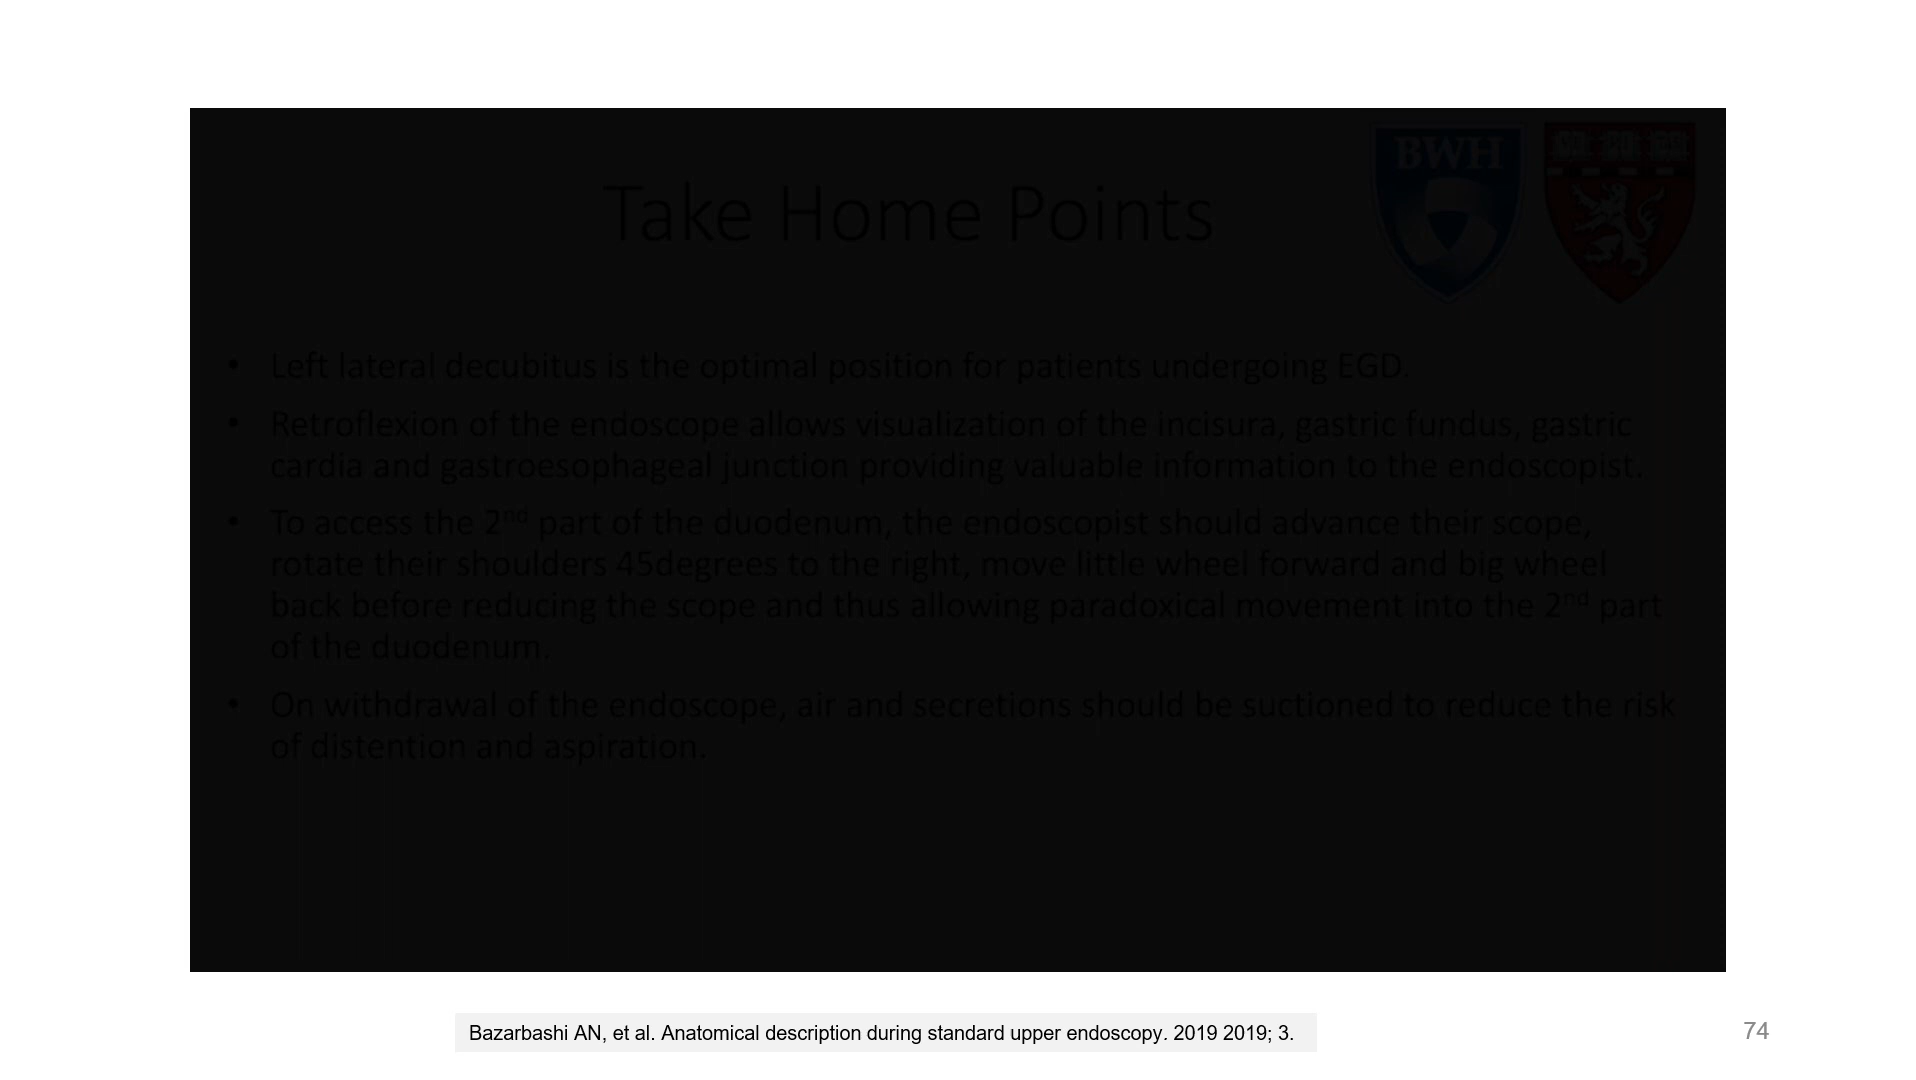 BWH
Take Home Points
• Left lateral decubitus is the optimal position for patients undergoing EGD.
• Retroflexion of the endoscope allows visualization of the incisura, gastric fundus, gastric
cardia and gastroesophageal junction providing valuable information to the endoscopist.
• To access the 2nd part of the duodenum, the endoscopist should advance their scope,
rotate their shoulders 45degrees to the right, move little wheel forward and big wheel
back before reducing the scope and thus allowing paradoxical movement into the 2nd part
of the duodenum.
• On withdrawal of the endoscope, air and secretions should be suctioned to reduce the risk
of distention and aspiration.
Bazarbashi AN, et al. Anatomical description during standard upper endoscopy. 2019 2019; 3.
74